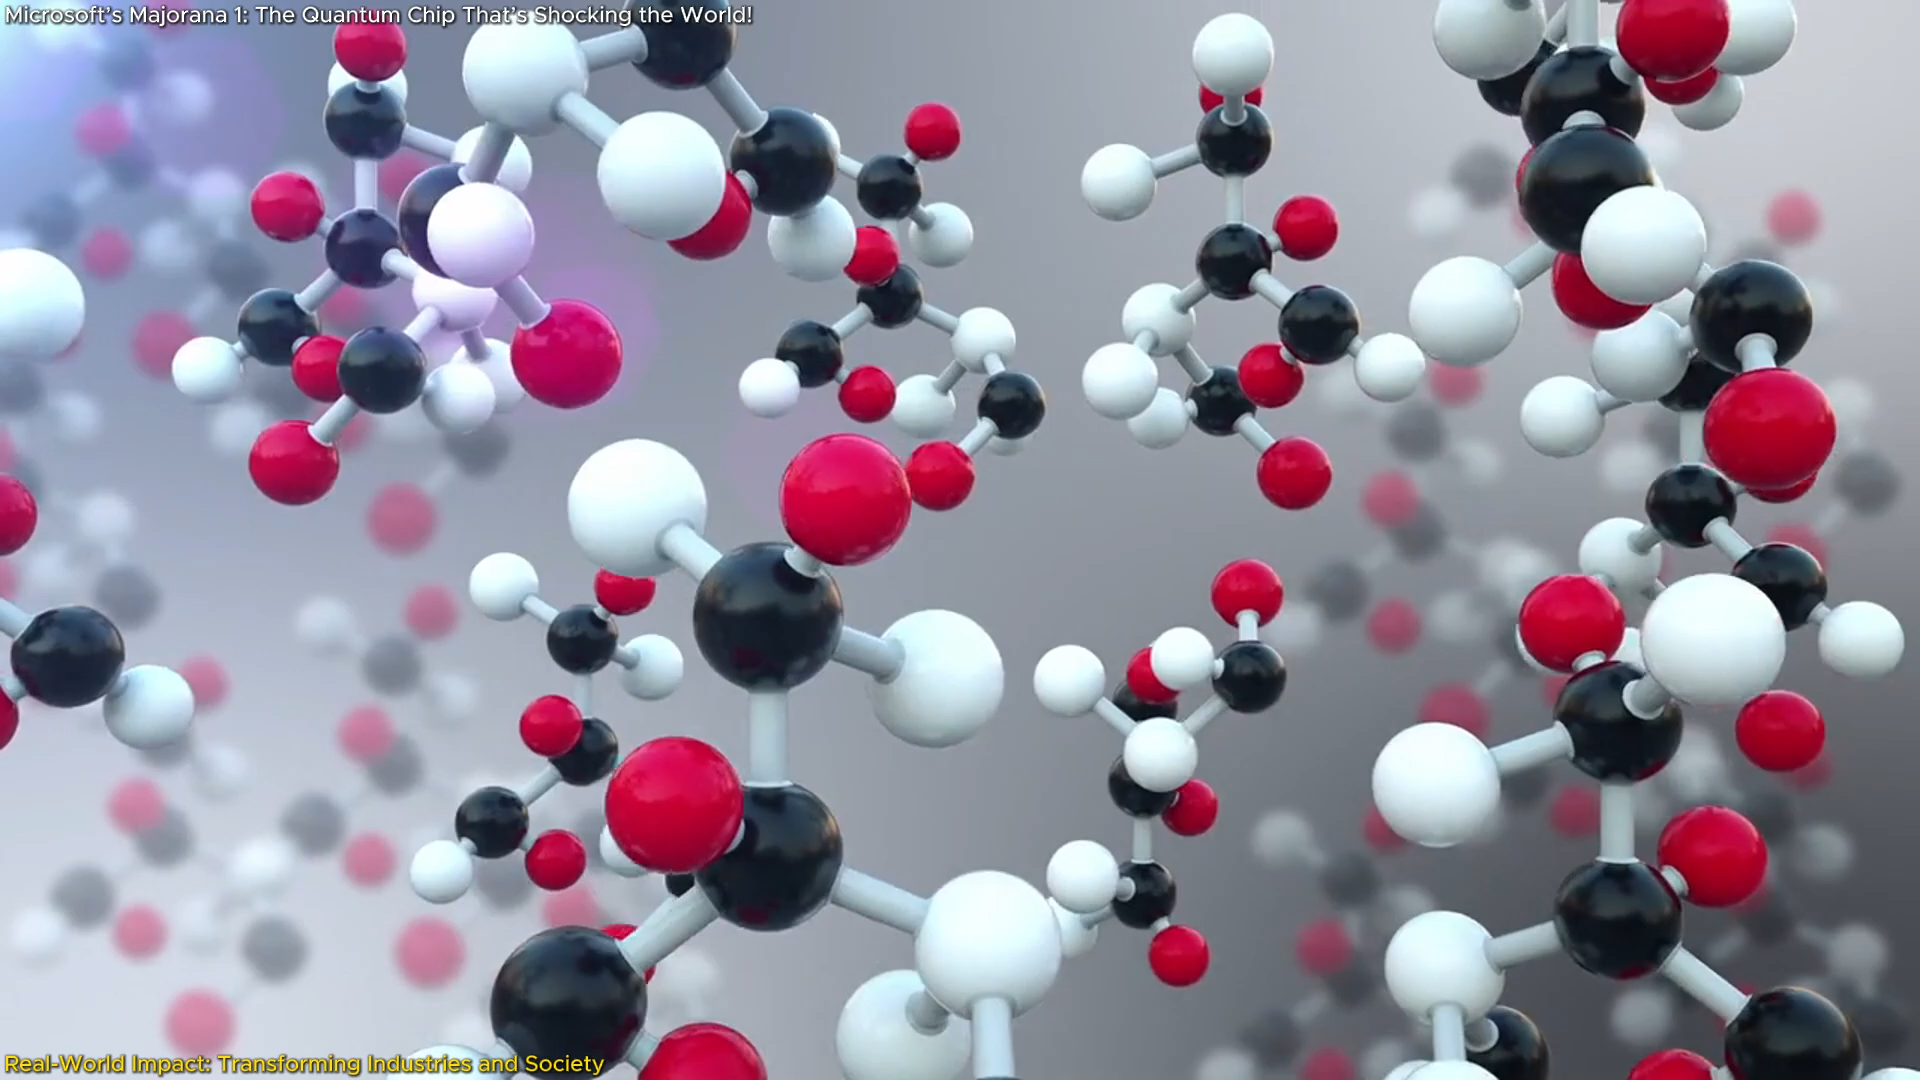 Microsoft's Majorana 1: The Quantum Chip That's Shocking the World!
Real-World Impact: Transforming Industries and Society